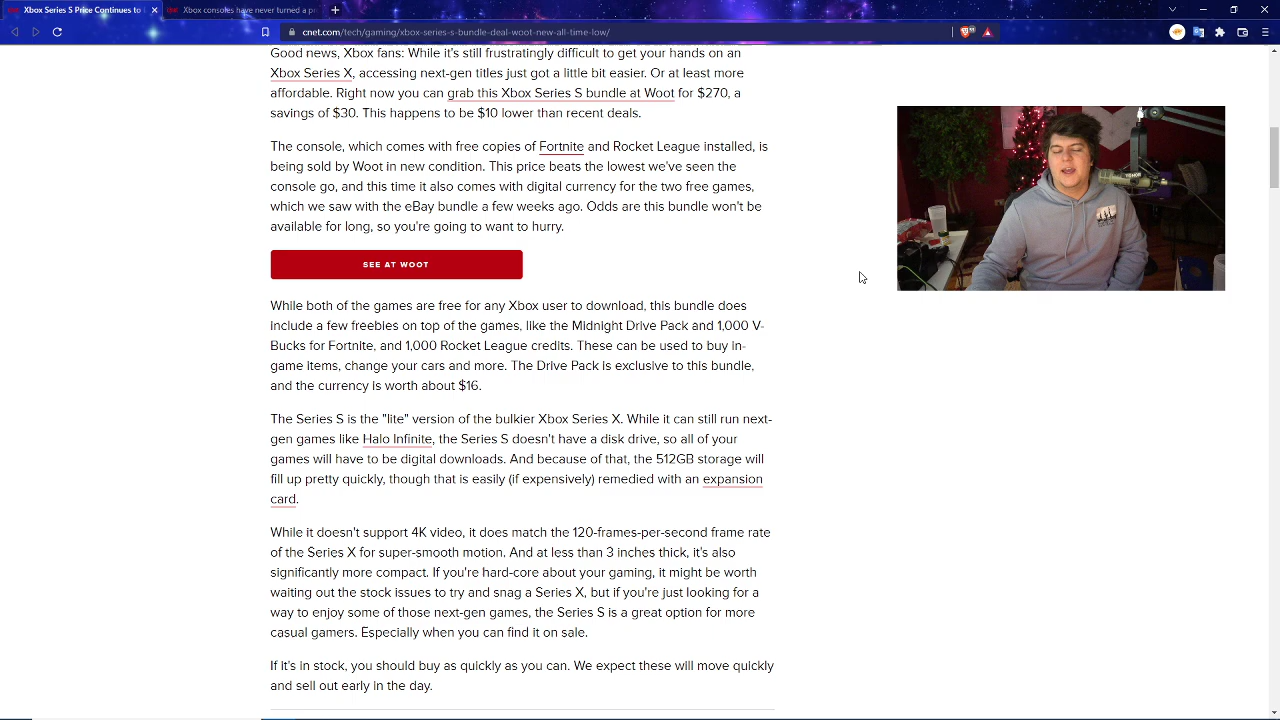 Xbox Series S Price Continues to
Xbox consoles have never turned a pr
cnet.com/tech/gaming/xbox-series-s-bundle-deal-woot-new-all-time-low/
Good news, Xbox fans: While it's still frustratingly difficult to get your hands on an
Xbox Series X, accessing next-gen titles just got a little bit easier. Or at least more
affordable. Right now you can grab this Xbox Series S bundle at Woot for $270, a
savings of $30. This happens to be $10 lower than recent deals.
The console, which comes with free copies of Fortnite and Rocket League installed, is
being sold by Woot in new condition. This price beats the lowest we've seen the
console go, and this time it also comes with digital currency for the two free games,
which we saw with the eBay bundle a few weeks ago. Odds are this bundle won't be
available for long, so you're going to want to hurry.
SEE AT WOOT
While both of the games are free for any Xbox user to download, this bundle does
include a few freebies on top of the games, like the Midnight Drive Pack and 1,000 V-
Bucks for Fortnite, and 1,000 Rocket League credits. These can be used to buy in-
game items, change your cars and more. The Drive Pack is exclusive to this bundle,
and the currency is worth about $16.
The Series S is the "lite" version of the bulkier Xbox Series X. While it can still run next-
gen games like Halo Infinite, the Series S doesn't have a disk drive, so all of your
games will have to be digital downloads. And because of that, the 512GB storage will
fill up pretty quickly, though that is easily (if expensively) remedied with an expansion
card.
While it doesn't support 4K video, it does match the 120-frames-per-second frame rate
of the Series X for super-smooth motion. And at less than 3 inches thick, it's also
significantly more compact. If you're hard-core about your gaming, it might be worth
waiting out the stock issues to try and snag a Series X, but if you're just looking for a
way to enjoy some of those next-gen games, the Series S is a great option for more
casual gamers. Especially when you can find it on sale.
If it's in stock, you should buy as quickly as you can. We expect these will move quickly
and sell out early in the day.